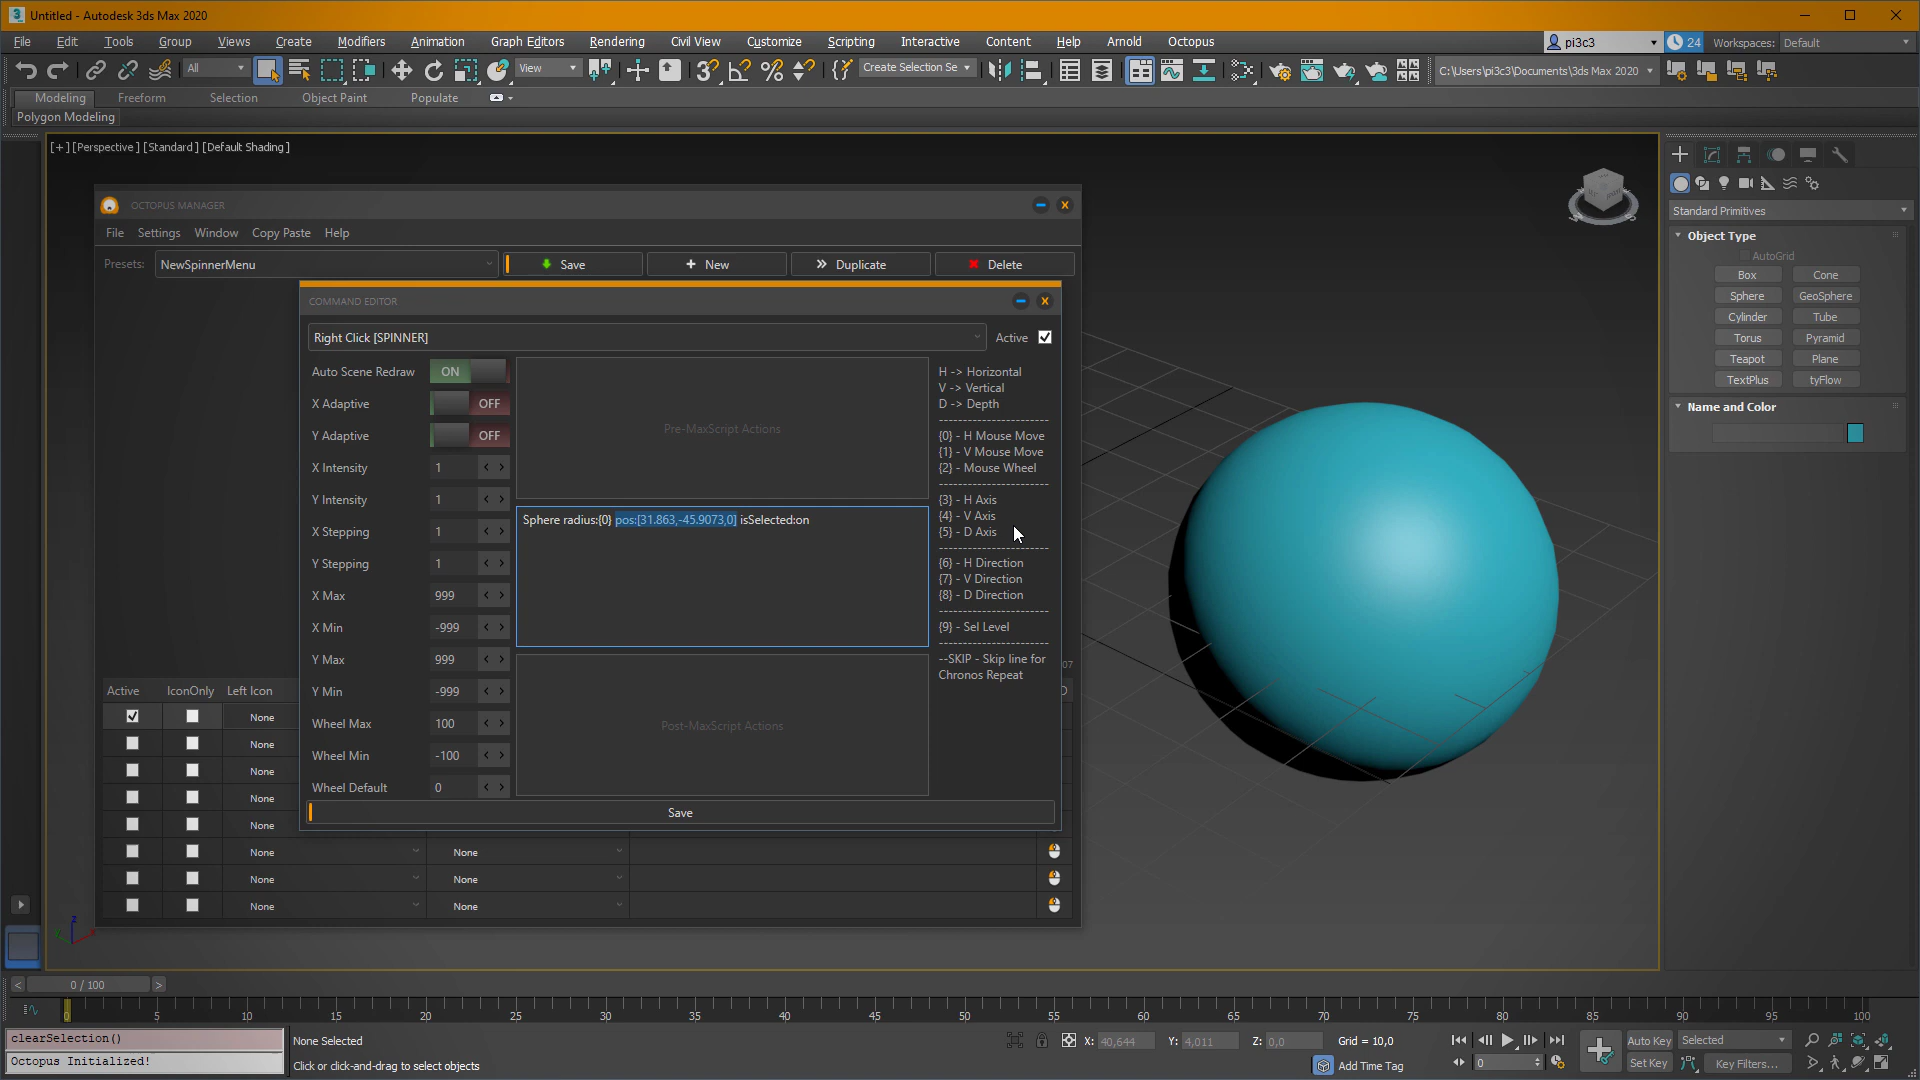 Untitled - Autodesk 3ds Max 2020
File Edit Tools Group Views Create Modifiers Animation Graph Editors Rendering Civil View Customize Scripting Interactive Content Help Arnold Octopus
pi3c3
24
Workspaces: Default
All
View
Create Selection Se
C:\Users\pi3c3\Documents\3ds Max 2020
Modeling Freeform Selection Object Paint Populate
Polygon Modeling
[+] [Perspective] [Standard] [Default Shading]
OCTOPUS MANAGER
File Settings Window Copy Paste Help
Presets: NewSpinnerMenu
Save
New
Duplicate
Delete
COMMAND EDITOR
Right Click [SPINNER]
Active
Auto Scene Redraw ON
X Adaptive OFF
Y Adaptive OFF
X Intensity 1
Y Intensity 1
X Stepping 1
Y Stepping 1
X Max 999
X Min -999
Y Max 999
Y Min -999
Wheel Max 100
Wheel Min -100
Wheel Default 0
Pre-MaxScript Actions
Sphere radius:{0} pos:[31.863,-45.9073,0] isSelected:on
Post-MaxScript Actions
H -> Horizontal
V -> Vertical
D -> Depth
----------------------
{0} - H Mouse Move
{1} - V Mouse Move
{2} - Mouse Wheel
----------------------
{3} - H Axis
{4} - V Axis
{5} - D Axis
----------------------
{6} - H Direction
{7} - V Direction
{8} - D Direction
----------------------
{9} - Sel Level
----------------------
--SKIP - Skip line for
Chronos Repeat
Save
Active IconOnly Left Icon
None
None
None
None
None
None None
None None
None None
Standard Primitives
Object Type
AutoGrid
Box Cone
Sphere GeoSphere
Cylinder Tube
Torus Pyramid
Teapot Plane
TextPlus tyFlow
Name and Color
0 / 100
0 5 10 15 20 25 30 35 40 45 50 55 60 65 70 75 80 85 90 95 100
clearSelection()
Octopus Initialized!
None Selected
Click or click-and-drag to select objects
X: 40,644 Y: 4,011 Z: 0,0
Grid = 10,0
Add Time Tag
0
Auto Key
Selected
Set Key
Key Filters...